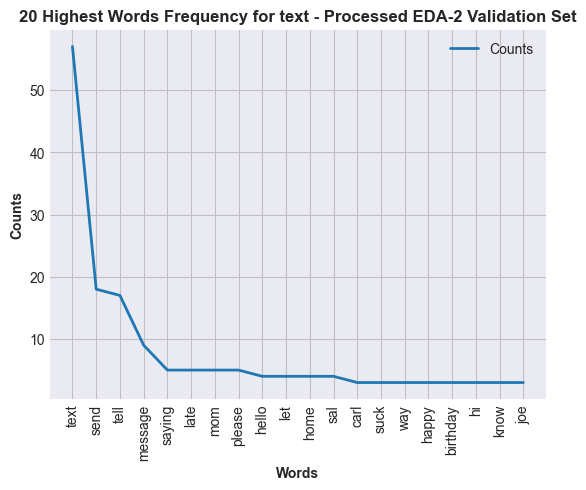 20 Highest Words Frequency for text - Processed EDA-2 Validation Set
Counts
50
40
30
20
10
Counts
text
send
tell
message
saying
late
mom
please
hello
let
home
sal
carl
suck
way
happy
birthday
hi
know
joe
Words